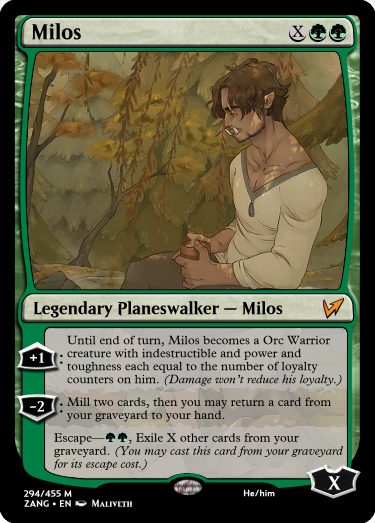 Milos X
Legendary Planeswalker — Milos
+1: Until end of turn, Milos becomes a Orc Warrior
creature with indestructible and power and
toughness each equal to the number of loyalty
counters on him. (Damage won't reduce his loyalty.)
-2: Mill two cards, then you may return a card from
your graveyard to your hand.
Escape—, Exile X other cards from your
graveyard. (You may cast this card from your graveyard
for its escape cost.)
X
294/455 M He/him
ZANG • EN Maliveth